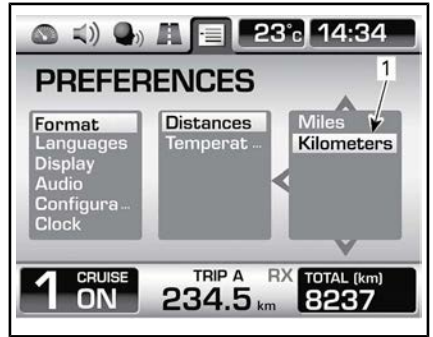 23°c 14:34
PREFERENCES
1
Format
Languages
Display
Audio
Configura...
Clock
Distances
Temperat...
Miles
Kilometers
1 CRUISE ON
TRIP A
234.5 km
RX
TOTAL (km)
8237